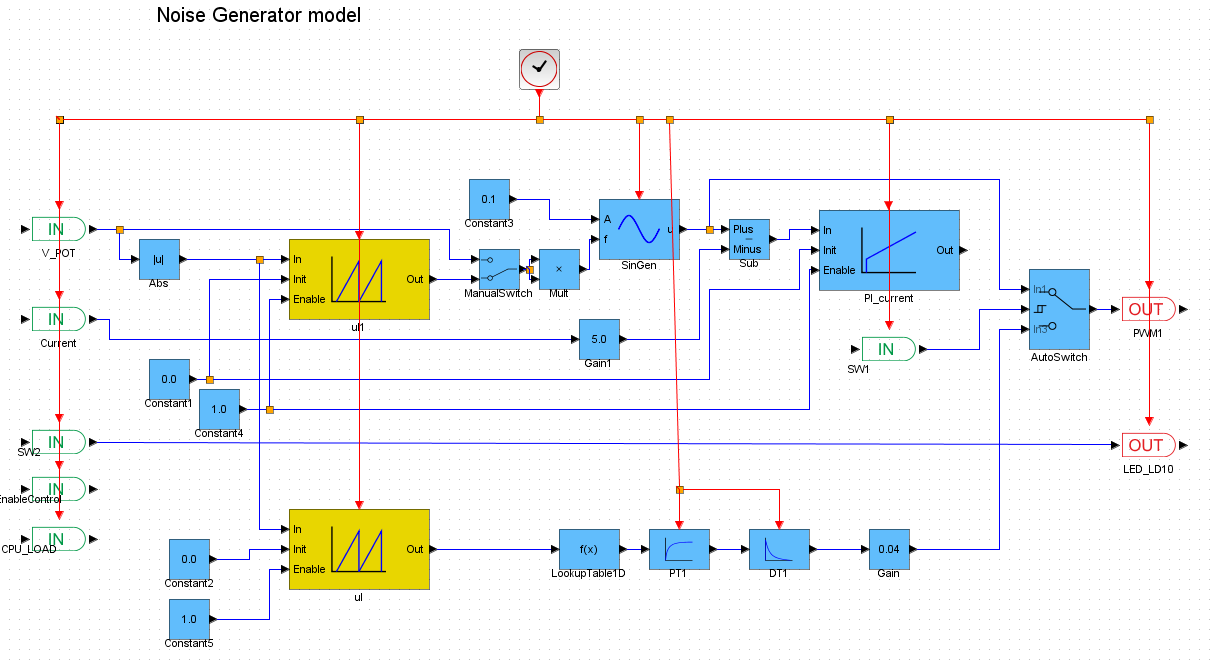 Noise Generator model
0.1
Constant3
A
f
u
SinGen
IN
V_POT
|u|
Abs
In
Init
Enable
Out
uI1
ManualSwitch
×
Mult
Plus
Minus
−
Sub
In
Init
Enable
Out
PI_current
IN
Current
5.0
Gain1
IN
SW1
In1
In3
AutoSwitch
OUT
PWM1
0.0
Constant1
1.0
Constant4
IN
SW2
OUT
LED_LD10
IN
EnableControl
IN
CPU_LOAD
In
Init
Enable
Out
uI
0.0
Constant2
1.0
Constant5
f(x)
LookupTable1D
PT1
DT1
0.04
Gain